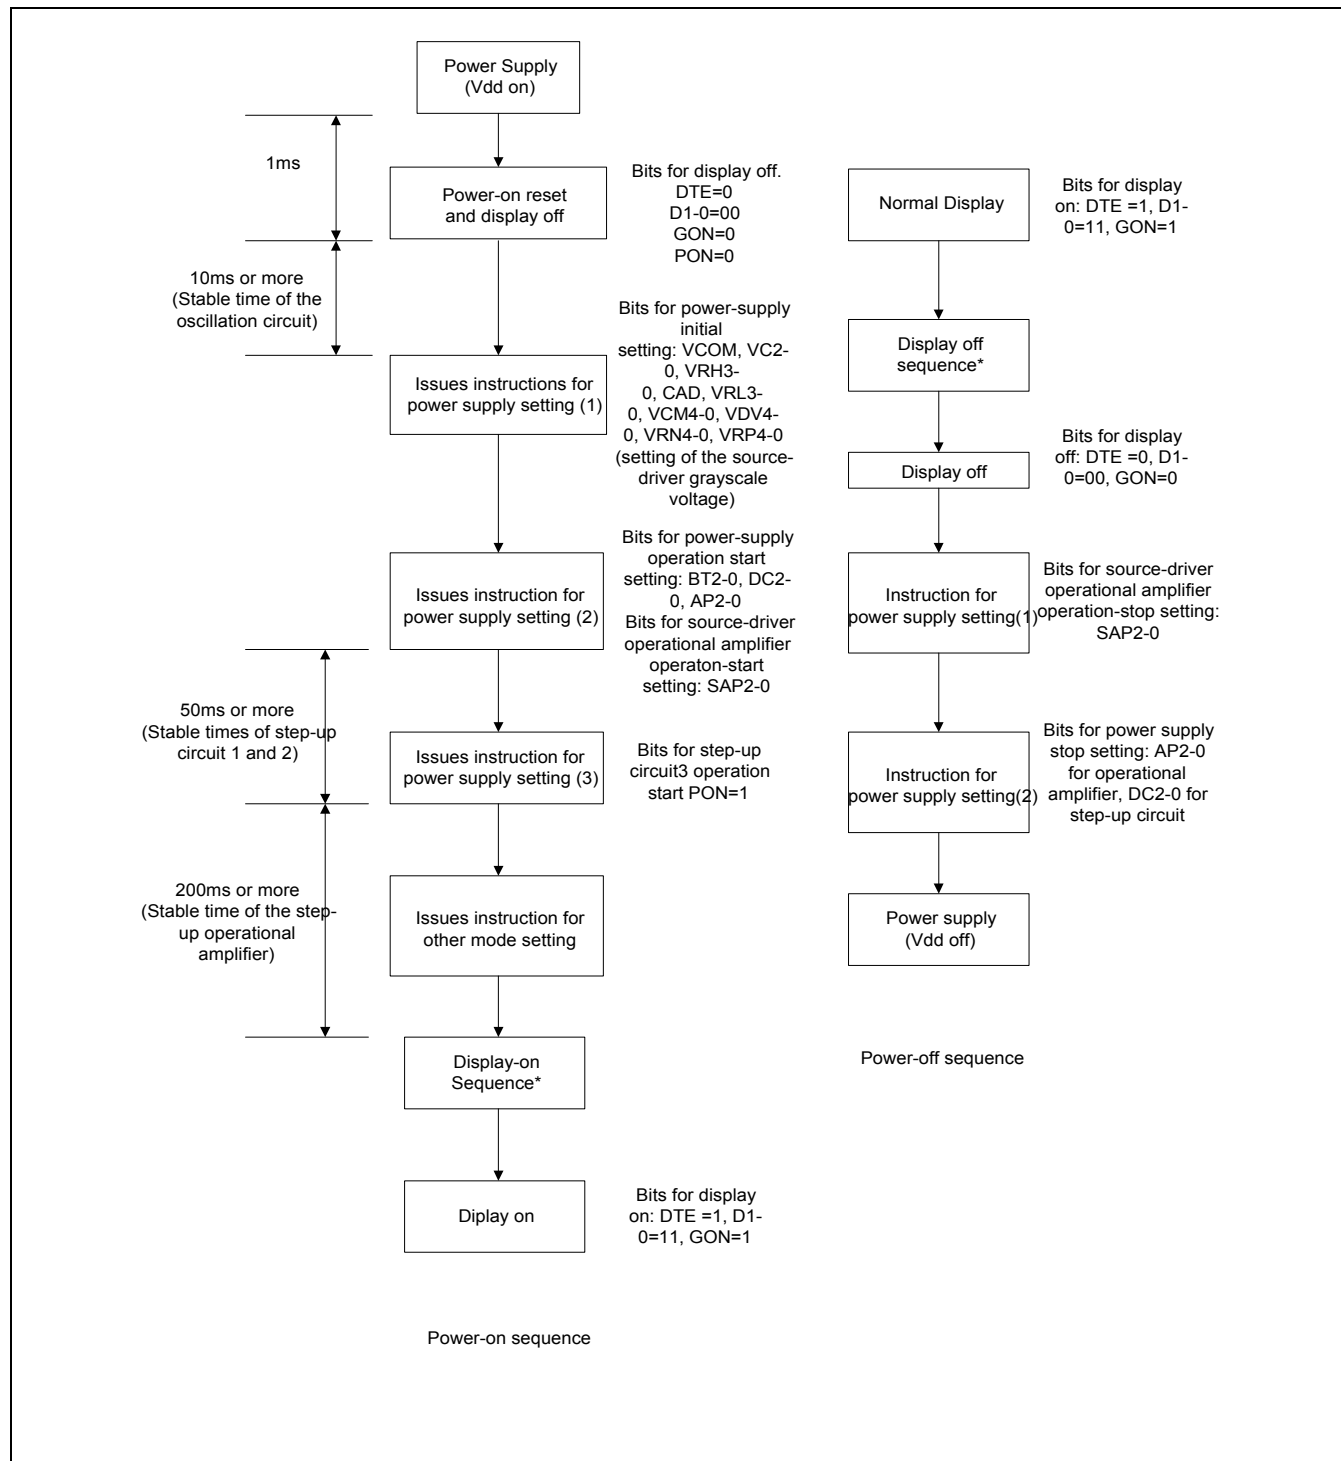 Power Supply
(Vdd on)
1ms
Power-on reset
and display off
Bits for display off.
DTE=0
D1-0=00
GON=0
PON=0
10ms or more
(Stable time of the
oscillation circuit)
Issues instructions for
power supply setting (1)
Bits for power-supply
initial
setting: VCOM, VC2-
0, VRH3-
0, CAD, VRL3-
0, VCM4-0, VDV4-
0, VRN4-0, VRP4-0
(setting of the source-
driver grayscale
voltage)
Issues instruction for
power supply setting (2)
Bits for power-supply
operation start
setting: BT2-0, DC2-
0, AP2-0
Bits for source-driver
operational amplifier
operaton-start
setting: SAP2-0
50ms or more
(Stable times of step-up
circuit 1 and 2)
Issues instruction for
power supply setting (3)
Bits for step-up
circuit3 operation
start PON=1
200ms or more
(Stable time of the step-
up operational
amplifier)
Issues instruction for
other mode setting
Display-on
Sequence*
Diplay on
Bits for display
on: DTE =1, D1-
0=11, GON=1
Power-on sequence
Normal Display
Bits for display
on: DTE =1, D1-
0=11, GON=1
Display off
sequence*
Display off
Bits for display
off: DTE =0, D1-
0=00, GON=0
Instruction for
power supply setting(1)
Bits for source-driver
operational amplifier
operation-stop setting:
SAP2-0
Instruction for
power supply setting(2)
Bits for power supply
stop setting: AP2-0
for operational
amplifier, DC2-0 for
step-up circuit
Power supply
(Vdd off)
Power-off sequence